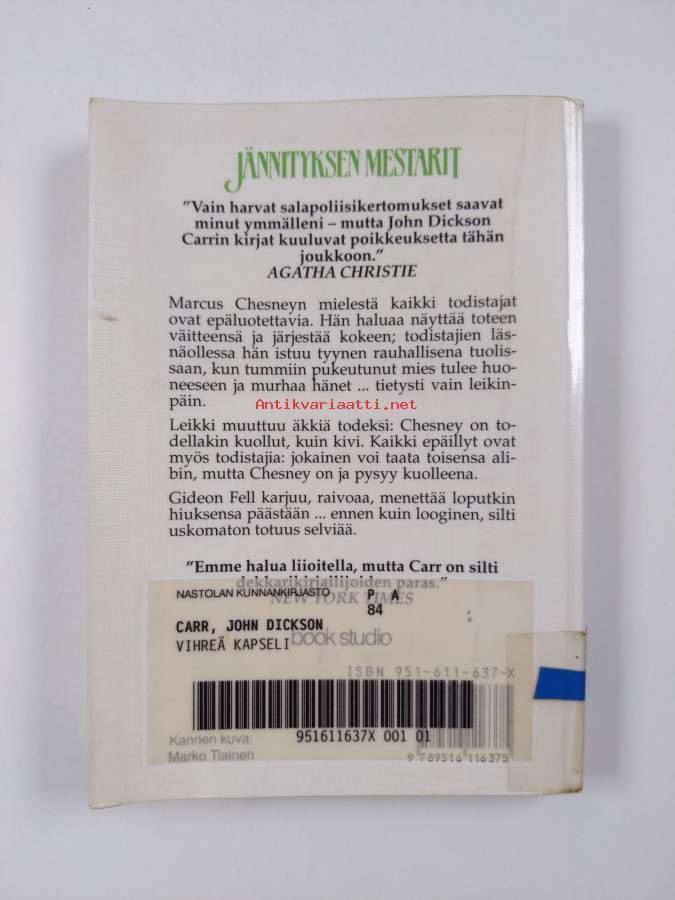 JÄNNITYKSEN MESTARIT
”Vain harvat salapoliisikertomukset saavat
minut ymmälleni – mutta John Dickson
Carrin kirjat kuuluvat poikkeuksetta tähän
joukkoon.”
AGATHA CHRISTIE
Marcus Chesneyn mielestä kaikki todistajat
ovat epäluotettavia. Hän haluaa näyttää toteen
väitteensä ja järjestää kokeen; todistajien läs-
näollessa hän istuu tyynen rauhallisena tuolis-
saan, kun tummiin pukeutunut mies tulee huo-
neeseen ja murhaa hänet ... tietysti vain leikin-
päin.
Antikvariaatti.net
Leikki muuttuu äkkiä todeksi: Chesney on to-
dellakin kuollut, kuin kivi. Kaikki epäillyt ovat
myös todistajia: jokainen voi taata toisensa ali-
bin, mutta Chesney on ja pysyy kuolleena.
Gideon Fell karjuu, raivoaa, menettää loputkin
hiuksensa päästään ... ennen kuin looginen, silti
uskomaton totuus selviää.
”Emme halua liioitella, mutta Carr on silti
dekkarikirjailijoiden paras.”
NEW YORK TIMES
NASTOLAN KUNNANKIRJASTO
P A
84
CARR, JOHN DICKSON
VIHREÄ KAPSELI
book studio
ISBN 951-611-637-X
951611637X 001 01
Kannen kuva:
Marko Tiainen
9 789516 116375